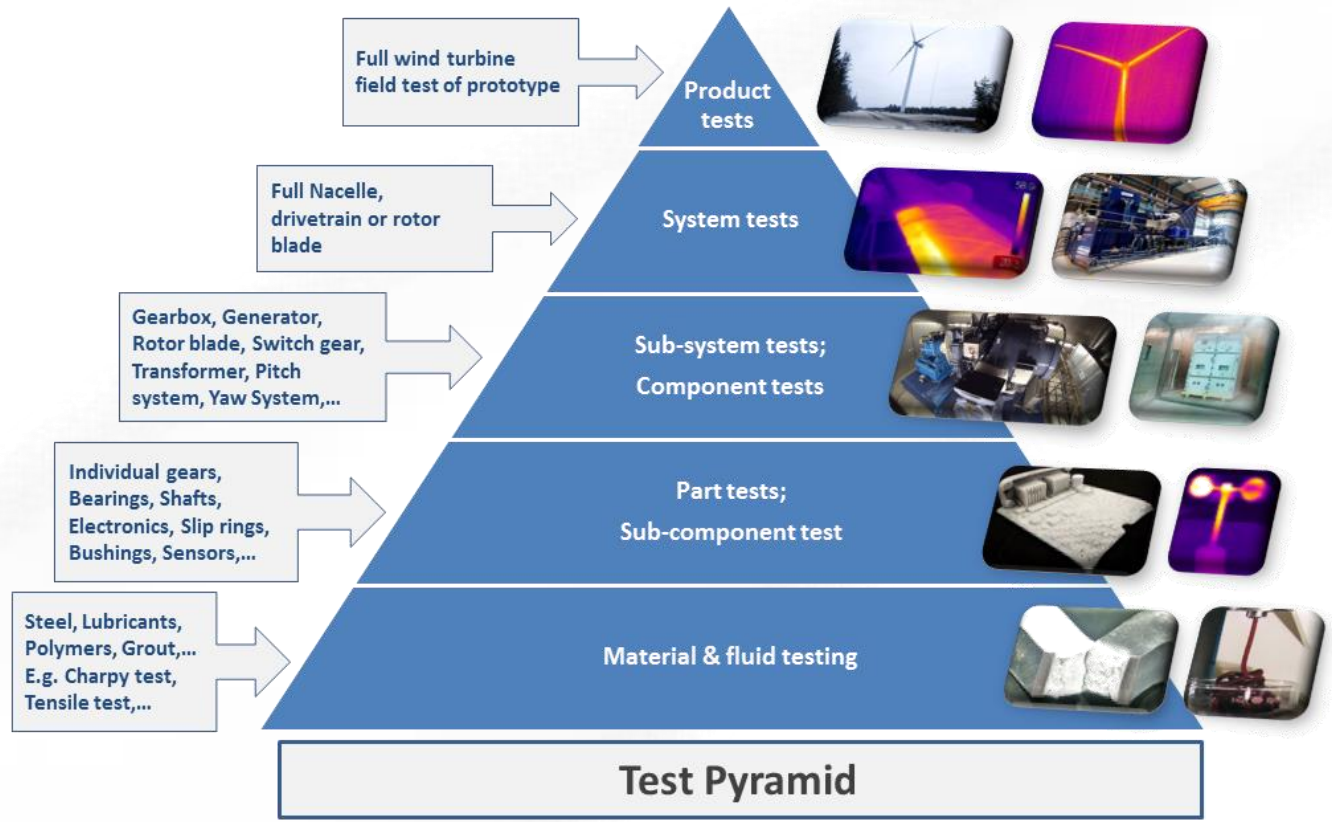 Full wind turbine
field test of prototype
Product
tests
Full Nacelle,
drivetrain or rotor
blade
System tests
58.0
Gearbox, Generator,
Rotor blade, Switch gear,
Transformer, Pitch
system, Yaw System,...
Sub-system tests;
Component tests
Individual gears,
Bearings, Shafts,
Electronics, Slip rings,
Bushings, Sensors,...
Part tests;
Sub-component test
Steel, Lubricants,
Polymers, Grout,...
E.g. Charpy test,
Tensile test,...
Material & fluid testing
Test Pyramid